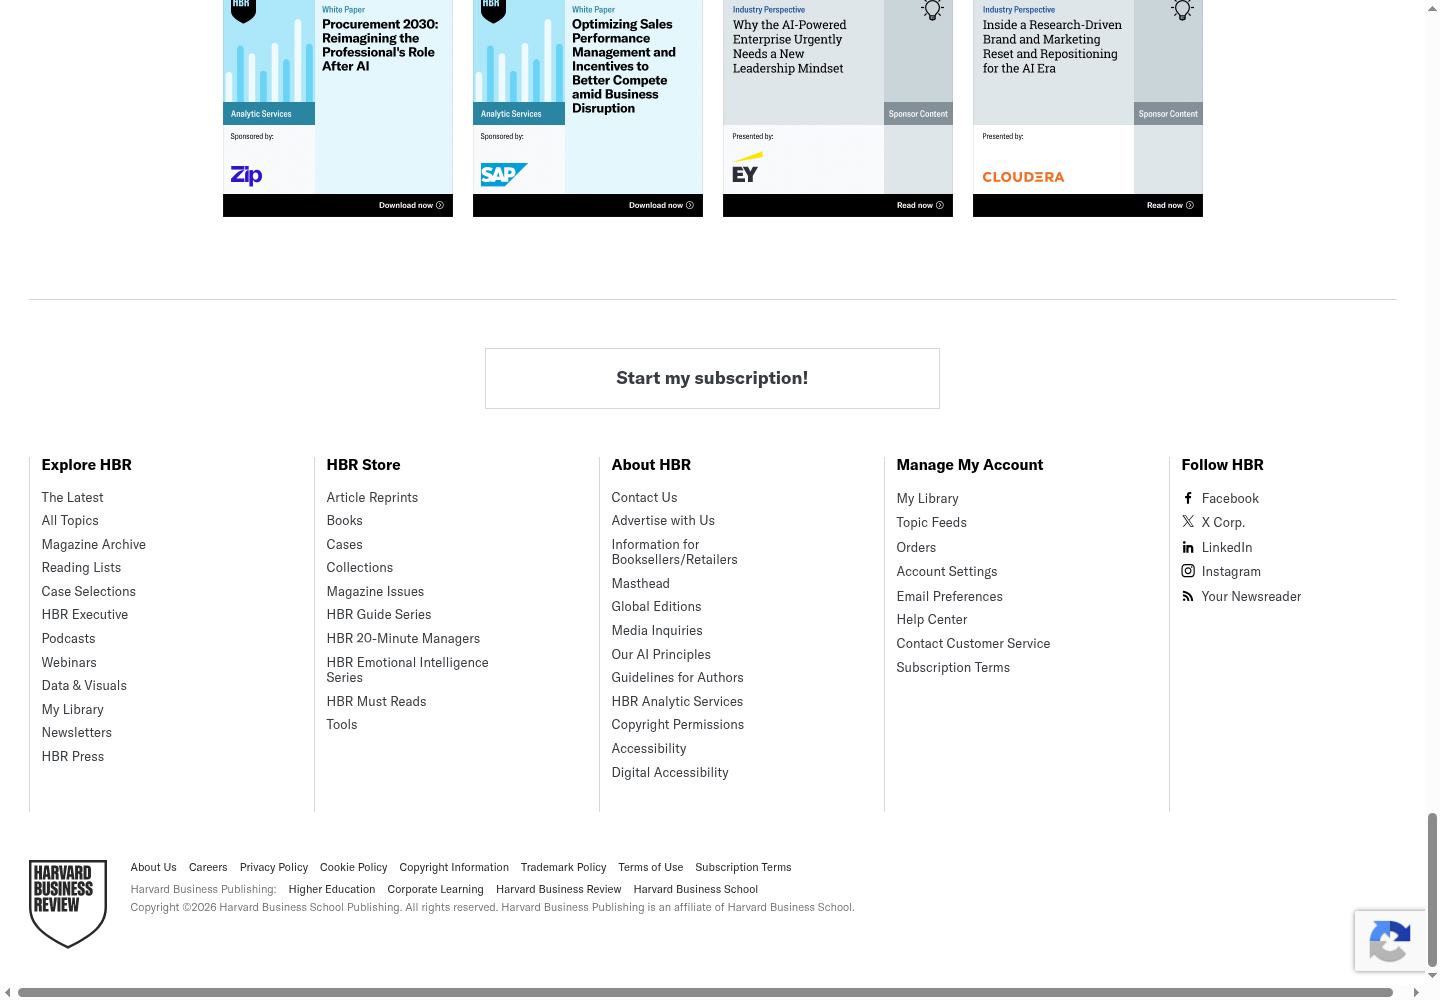 HBR
White Paper
Procurement 2030:
Reimagining the
Professional's Role
After AI
Analytic Services
Sponsored by:
Zip
Download now
HBR
White Paper
Optimizing Sales
Performance
Management and
Incentives to
Better Compete
amid Business
Disruption
Analytic Services
Sponsored by:
SAP
Download now
Industry Perspective
Why the AI-Powered
Enterprise Urgently
Needs a New
Leadership Mindset
Sponsor Content
Presented by:
EY
Read now
Industry Perspective
Inside a Research-Driven
Brand and Marketing
Reset and Repositioning
for the AI Era
Sponsor Content
Presented by:
CLOUDERA
Read now
Start my subscription!
Explore HBR
The Latest
All Topics
Magazine Archive
Reading Lists
Case Selections
HBR Executive
Podcasts
Webinars
Data & Visuals
My Library
Newsletters
HBR Press
HBR Store
Article Reprints
Books
Cases
Collections
Magazine Issues
HBR Guide Series
HBR 20-Minute Managers
HBR Emotional Intelligence
Series
HBR Must Reads
Tools
About HBR
Contact Us
Advertise with Us
Information for
Booksellers/Retailers
Masthead
Global Editions
Media Inquiries
Our AI Principles
Guidelines for Authors
HBR Analytic Services
Copyright Permissions
Accessibility
Digital Accessibility
Manage My Account
My Library
Topic Feeds
Orders
Account Settings
Email Preferences
Help Center
Contact Customer Service
Subscription Terms
Follow HBR
Facebook
X Corp.
LinkedIn
Instagram
Your Newsreader
HARVARD
BUSINESS
REVIEW
About Us Careers Privacy Policy Cookie Policy Copyright Information Trademark Policy Terms of Use Subscription Terms
Harvard Business Publishing: Higher Education Corporate Learning Harvard Business Review Harvard Business School
Copyright ©2026 Harvard Business School Publishing. All rights reserved. Harvard Business Publishing is an affiliate of Harvard Business School.